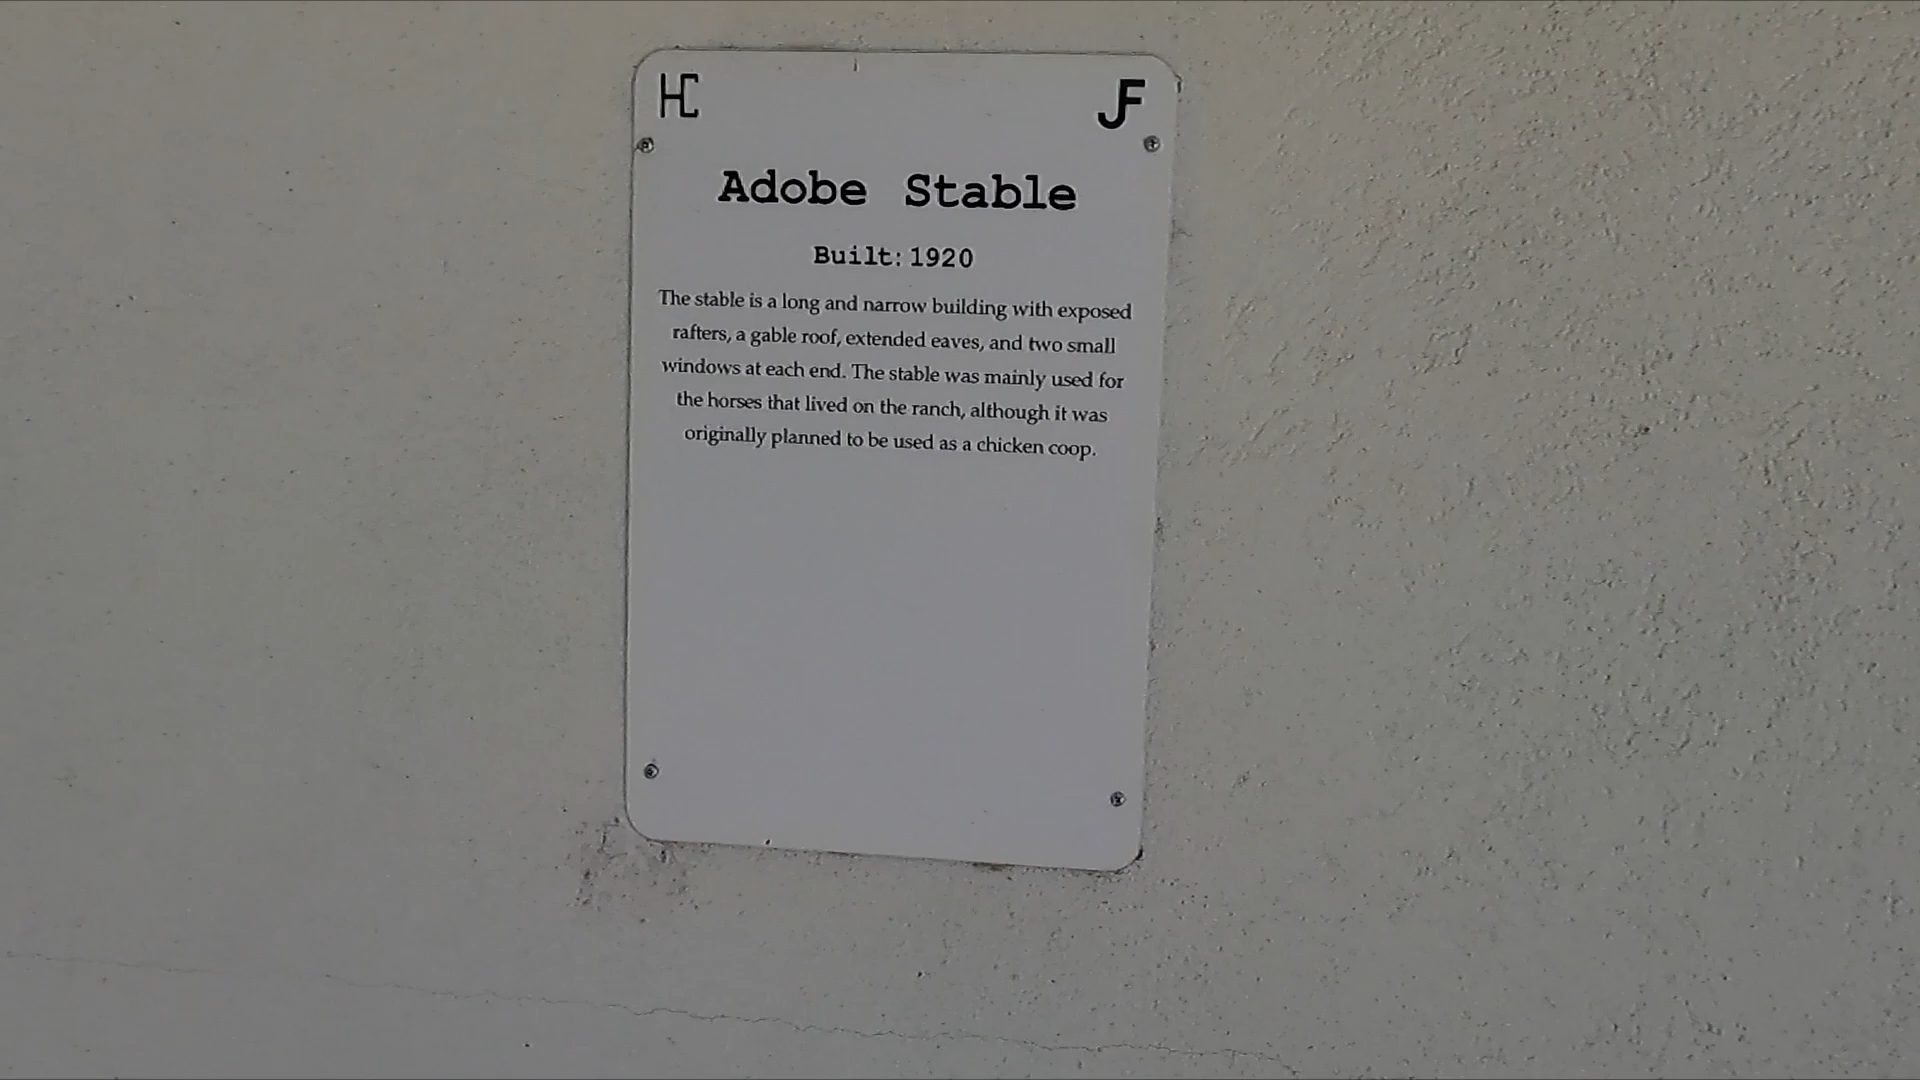 HC JF
Adobe Stable
Built: 1920
The stable is a long and narrow building with exposed
rafters, a gable roof, extended eaves, and two small
windows at each end. The stable was mainly used for
the horses that lived on the ranch, although it was
originally planned to be used as a chicken coop.